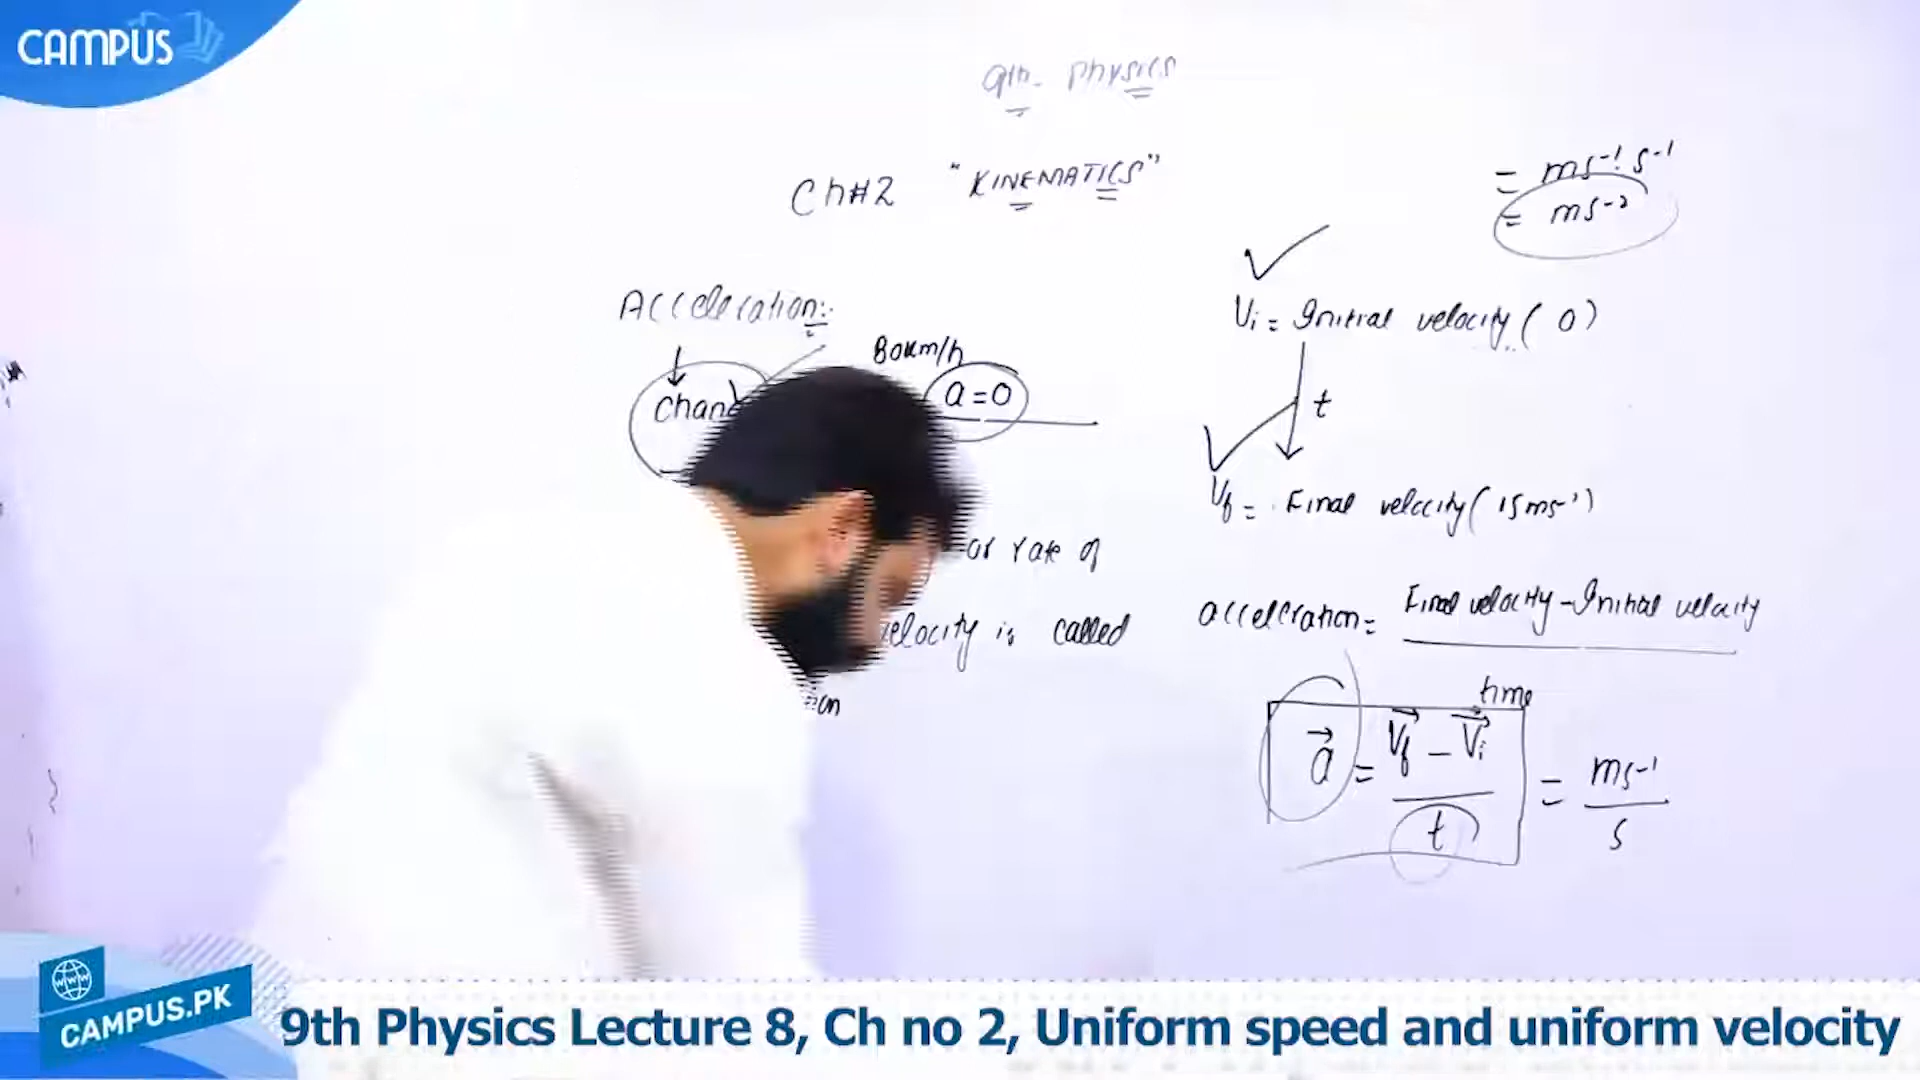 CAMPUS
9th. Physics
Ch#2 "KINEMATICS"
= ms⁻¹. s⁻¹
= ms⁻²
Acceleration:
80km/h
a = 0
Vi = Initial velocity ( 0 )
t
Vf = Final velocity ( 15ms⁻¹ )
or rate of
velocity is called
acceleration = Final velocity - Initial velocity
time
a = Vf - Vi = ms⁻¹
t s
www
CAMPUS.PK
9th Physics Lecture 8, Ch no 2, Uniform speed and uniform velocity